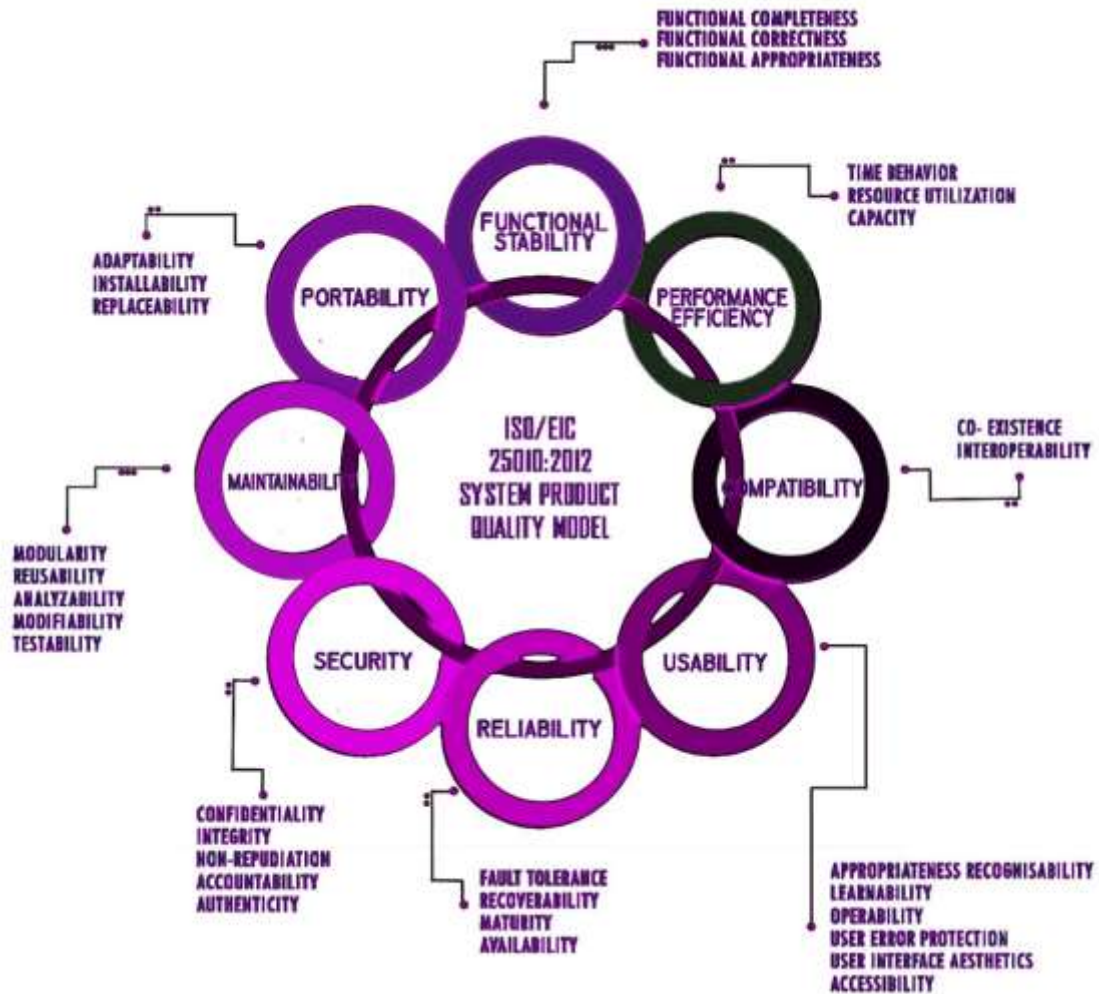 FUNCTIONAL COMPLETENESS
FUNCTIONAL CORRECTNESS
FUNCTIONAL APPROPRIATENESS
FUNCTIONAL
STABILITY
TIME BEHAVIOR
RESOURCE UTILIZATION
CAPACITY
PERFORMANCE
EFFICIENCY
ADAPTABILITY
INSTALLABILITY
REPLACEABILITY
PORTABILITY
ISO/EIC
25010:2012
SYSTEM PRODUCT
QUALITY MODEL
CO- EXISTENCE
INTEROPERABILITY
COMPATIBILITY
MAINTAINABILITY
MODULARITY
REUSABILITY
ANALYZABILITY
MODIFIABILITY
TESTABILITY
SECURITY
USABILITY
RELIABILITY
CONFIDENTIALITY
INTEGRITY
NON-REPUDIATION
ACCOUNTABILITY
AUTHENTICITY
FAULT TOLERANCE
RECOVERABILITY
MATURITY
AVAILABILITY
APPROPRIATENESS RECOGNISABILITY
LEARNABILITY
OPERABILITY
USER ERROR PROTECTION
USER INTERFACE AESTHETICS
ACCESSIBILITY